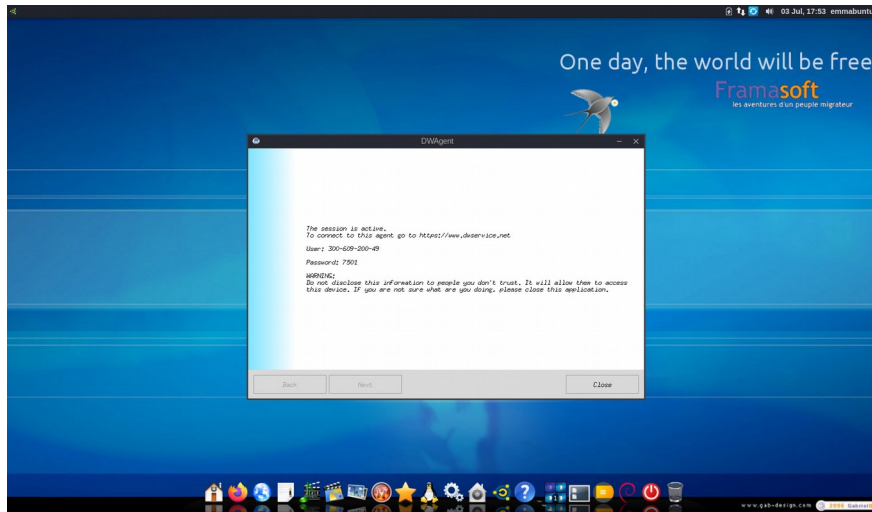 03 Jul, 17:53 emmabuntu
One day, the world will be free
Framasoft
les aventures d'un peuple migrateur
DWAgent
The session is active.
To connect to this agent go to https://www.dwservice.net
User: 300-609-200-49
Password: 7501
WARNING:
Do not disclose this information to people you don't trust. It will allow them to access
this device. IF you are not sure what are you doing, please close this application.
Back Next Close
www.gab-design.com